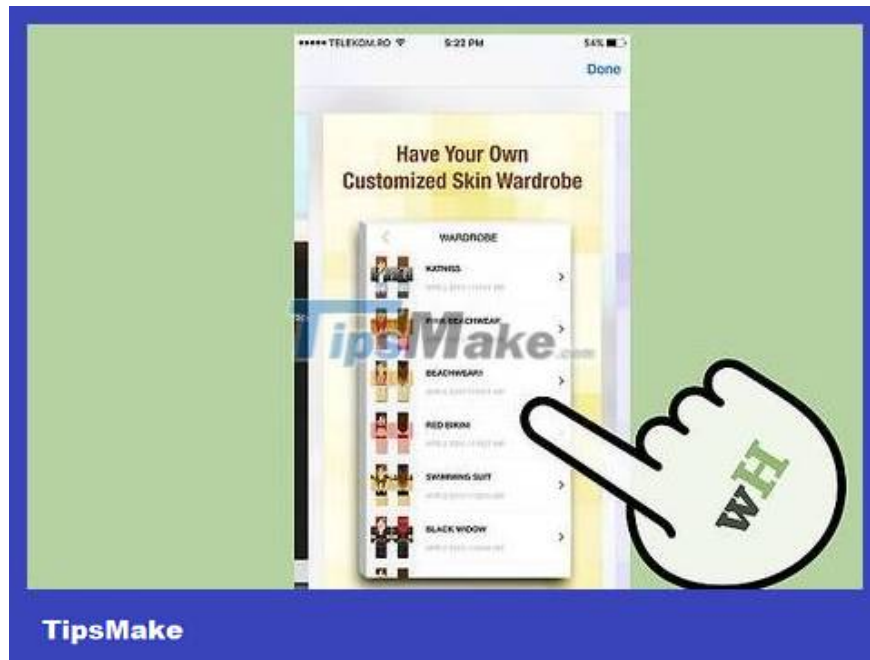 TELEKOM.RO 5:22 PM 54%
Done
Have Your Own
Customized Skin Wardrobe
WARDROBE
KATNISS
PINK BEACHWEAR
TipsMake.com
BEACHWEAR
RED BIKINI
SWIMMING SUIT
BLACK WIDOW
wH
TipsMake